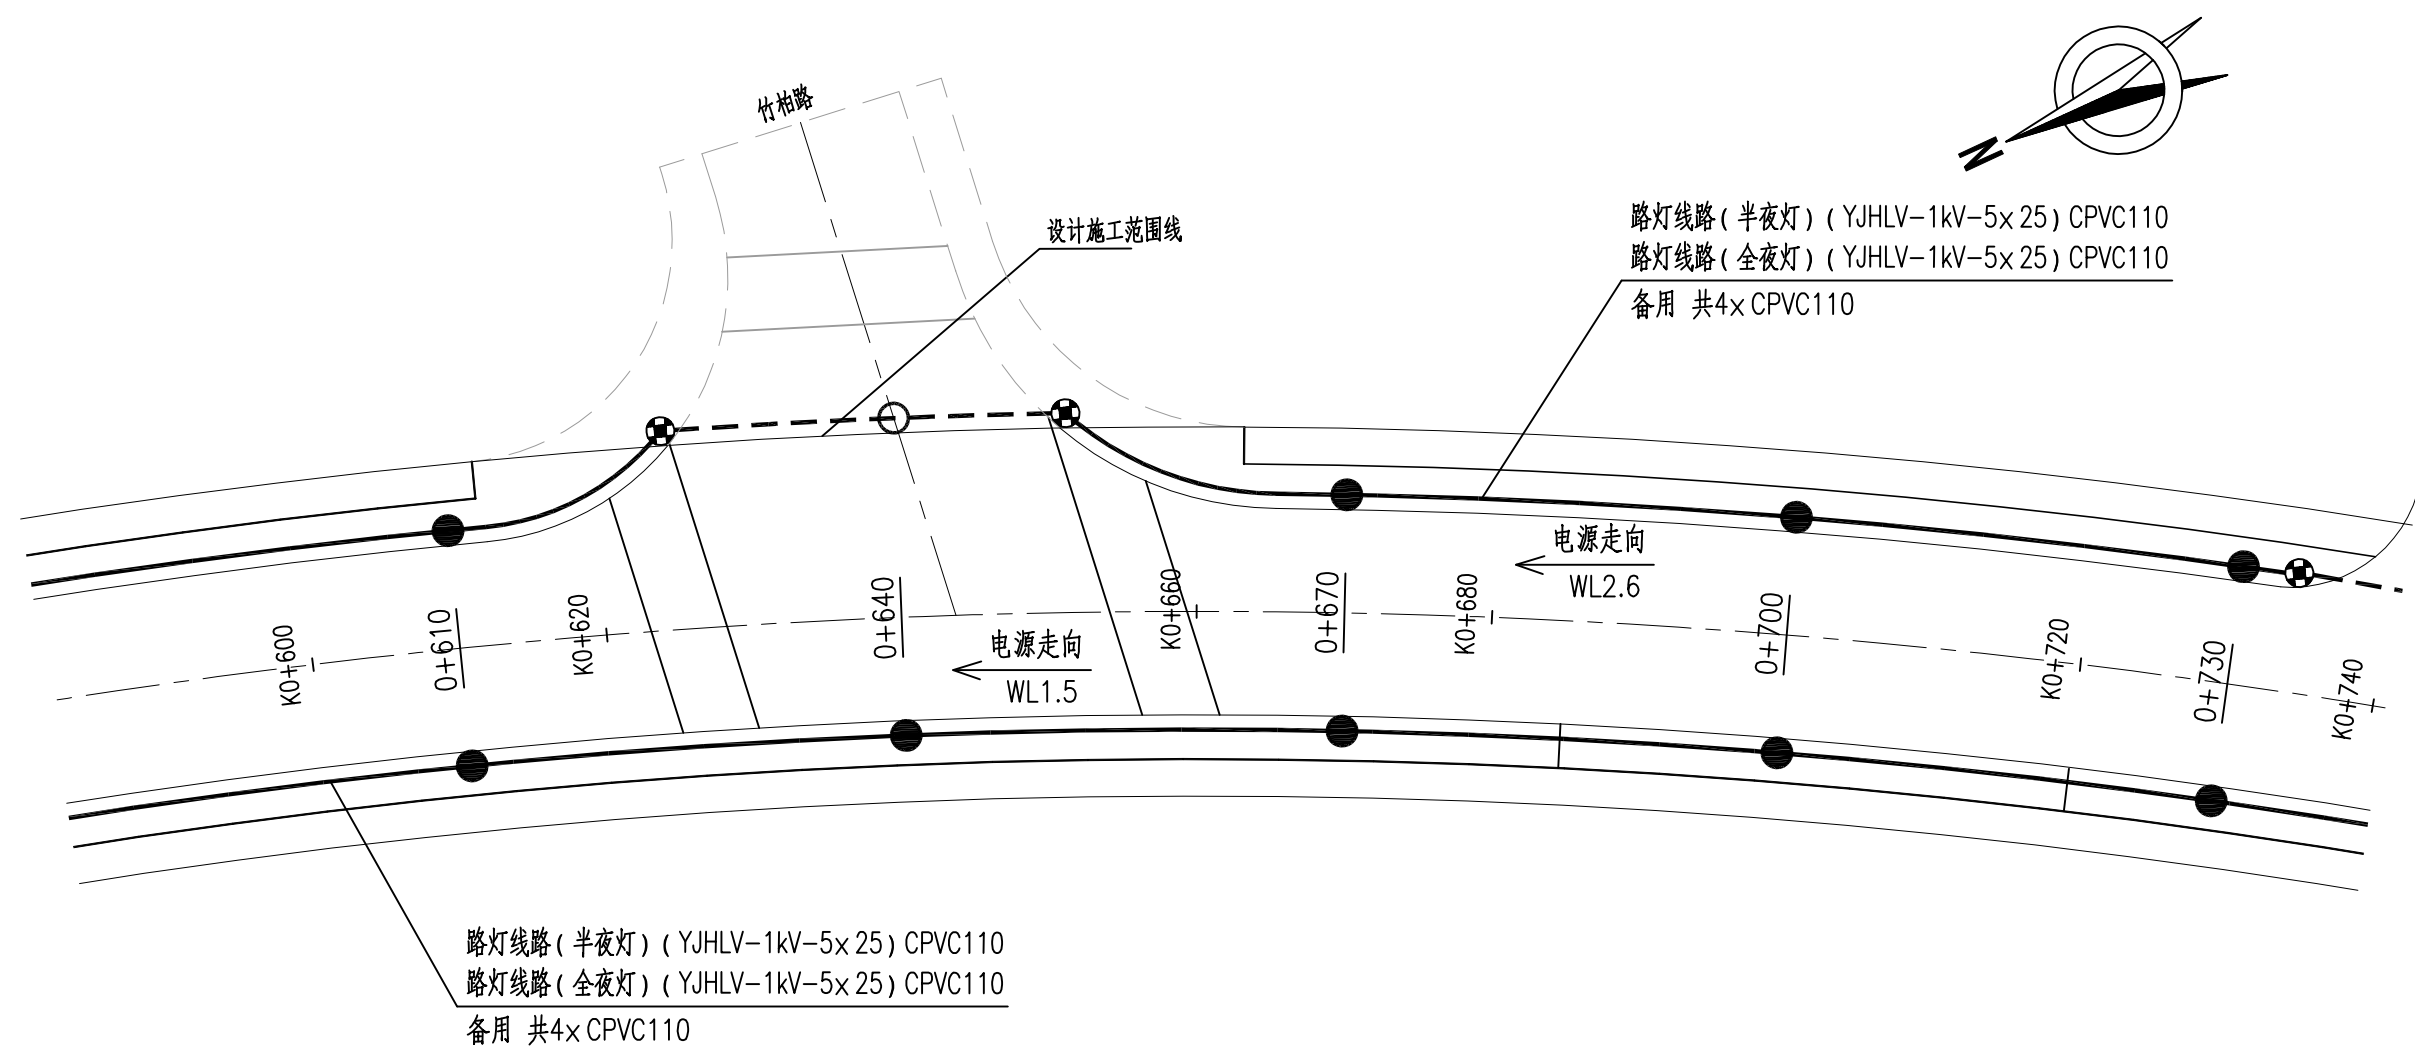 竹柏路
N
设计施工范围线
路灯线路(半夜灯)(YJHLV-1kV-5x25)CPVC110
路灯线路(全夜灯)(YJHLV-1kV-5x25)CPVC110
备用 共4xCPVC110
电源走向
WL2.6
K0+600
0+610
K0+620
0+640
K0+660
0+670
K0+680
0+700
K0+720
0+730
K0+740
电源走向
WL1.5
路灯线路(半夜灯)(YJHLV-1kV-5x25)CPVC110
路灯线路(全夜灯)(YJHLV-1kV-5x25)CPVC110
备用 共4xCPVC110